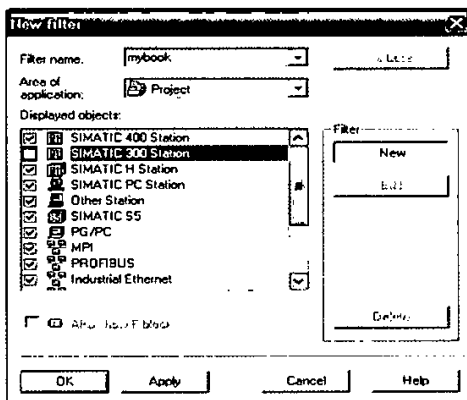 New Filter
Filter name:
mybook
< Less
Area of
application:
Project
Displayed objects:
SIMATIC 400 Station
SIMATIC 300 Station
SIMATIC H Station
SIMATIC PC Station
Other Station
SIMATIC S5
PG/PC
MPI
PROFIBUS
Industrial Ethernet
Filter
New
Edit
Delete
OK
Apply
Cancel
Help